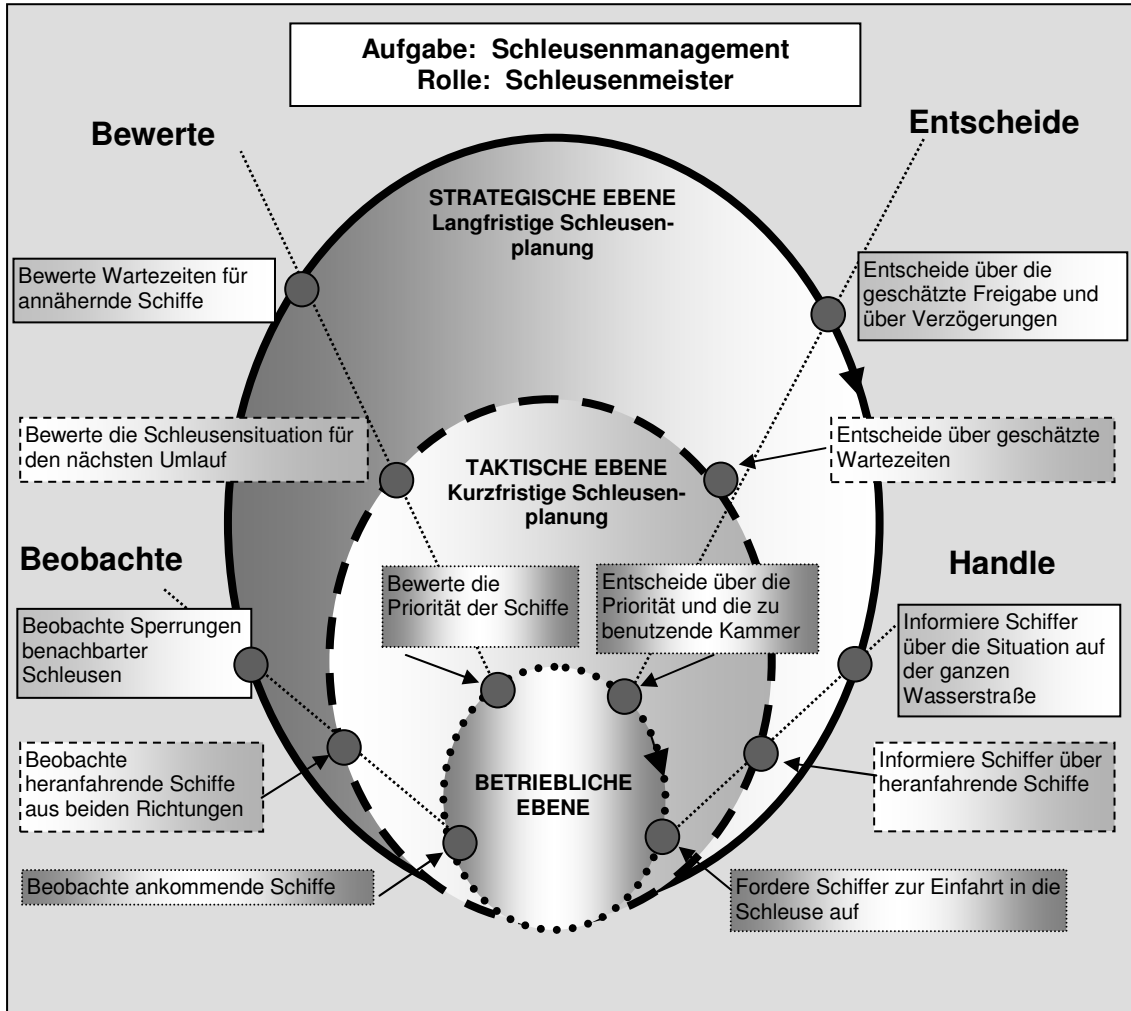 Aufgabe: Schleusenmanagement
Rolle: Schleusenmeister
Bewerte
Entscheide
STRATEGISCHE EBENE
Langfristige Schleusen-
planung
Bewerte Wartezeiten für
annähernde Schiffe
Entscheide über die
geschätzte Freigabe und
über Verzögerungen
Bewerte die Schleusensituation für
den nächsten Umlauf
TAKTISCHE EBENE
Kurzfristige Schleusen-
planung
Entscheide über geschätzte
Wartezeiten
Beobachte
Handle
Bewerte die
Priorität der Schiffe
Entscheide über die
Priorität und die zu
benutzende Kammer
Beobachte Sperrungen
benachbarter
Schleusen
Informiere Schiffer
über die Situation auf
der ganzen
Wasserstraße
Beobachte
heranfahrende Schiffe
aus beiden Richtungen
BETRIEBLICHE
EBENE
Informiere Schiffer über
heranfahrende Schiffe
Beobachte ankommende Schiffe
Fordere Schiffer zur Einfahrt in die
Schleuse auf